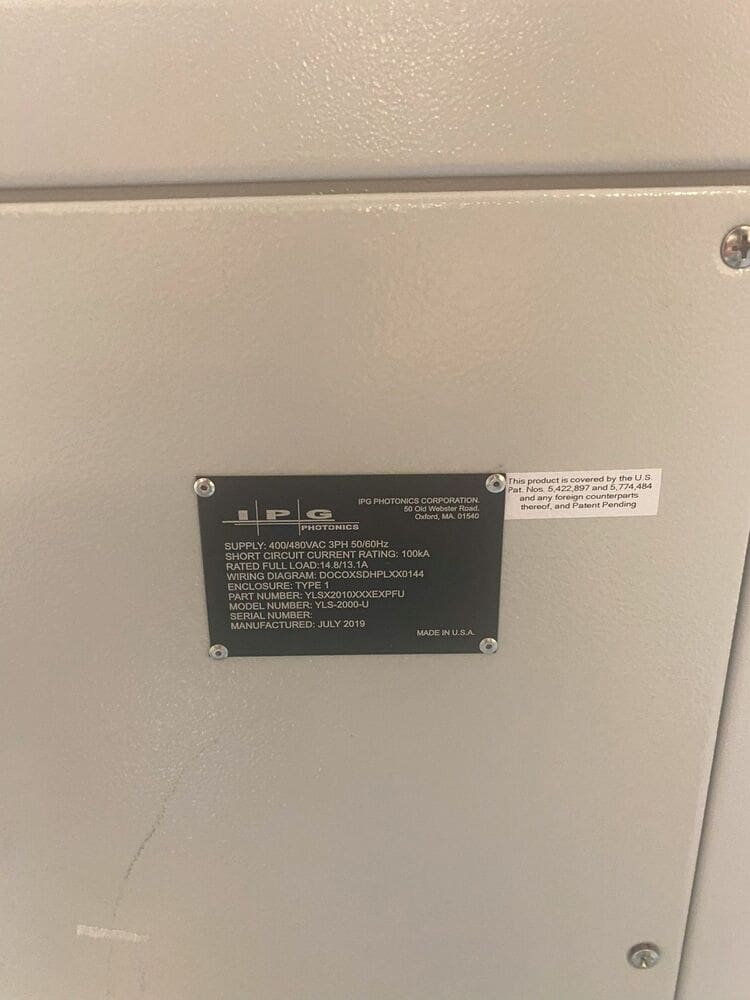 IPG
PHOTONICS
IPG PHOTONICS CORPORATION.
50 Old Webster Road.
Oxford, MA. 01540
SUPPLY: 400/480VAC 3PH 50/60Hz
SHORT CIRCUIT CURRENT RATING: 100kA
RATED FULL LOAD:14.8/13.1A
WIRING DIAGRAM: DOCOXSDHPLXX0144
ENCLOSURE: TYPE 1
PART NUMBER: YLSX2010XXXEXPFU
MODEL NUMBER: YLS-2000-U
SERIAL NUMBER:
MANUFACTURED: JULY 2019
MADE IN U.S.A.
This product is covered by the U.S.
Pat. Nos. 5,422,897 and 5,774,484
and any foreign counterparts
thereof, and Patent Pending